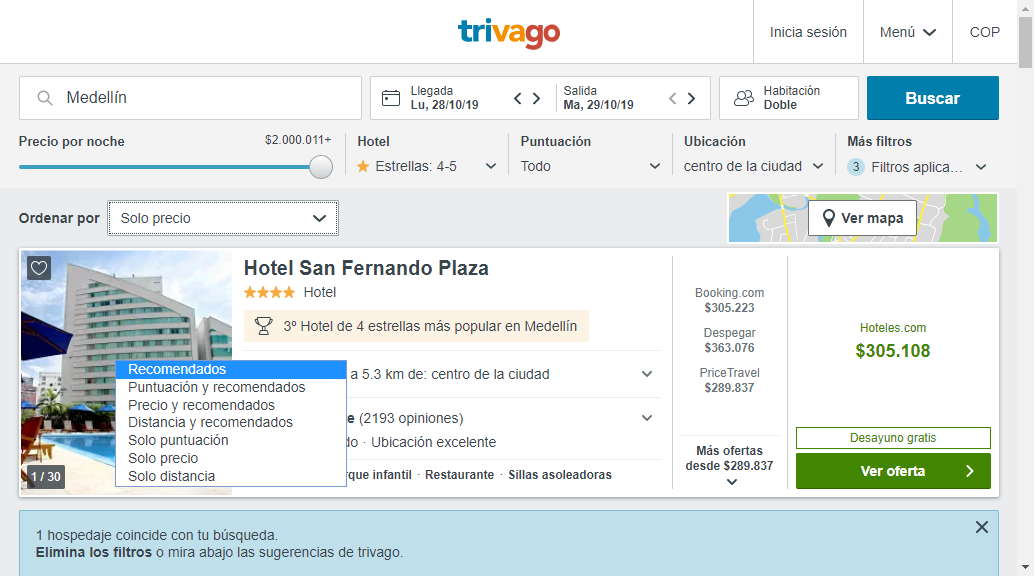 trivago
Inicia sesión
Menú
COP
Medellín
Llegada
Lu, 28/10/19
Salida
Ma, 29/10/19
Habitación
Doble
Buscar
Precio por noche
$2.000.011+
Hotel
Estrellas: 4-5
Puntuación
Todo
Ubicación
centro de la ciudad
Más filtros
3 Filtros aplica...
Ordenar por
Solo precio
Ver mapa
Hotel San Fernando Plaza
Hotel
3º Hotel de 4 estrellas más popular en Medellín
a 5.3 km de: centro de la ciudad
e (2193 opiniones)
do · Ubicación excelente
rque infantil · Restaurante · Sillas asoleadoras
1 / 30
Recomendados
Puntuación y recomendados
Precio y recomendados
Distancia y recomendados
Solo puntuación
Solo precio
Solo distancia
Booking.com
$305.223
Despegar
$363.076
PriceTravel
$289.837
Más ofertas
desde $289.837
Hoteles.com
$305.108
Desayuno gratis
Ver oferta
1 hospedaje coincide con tu búsqueda.
Elimina los filtros o mira abajo las sugerencias de trivago.